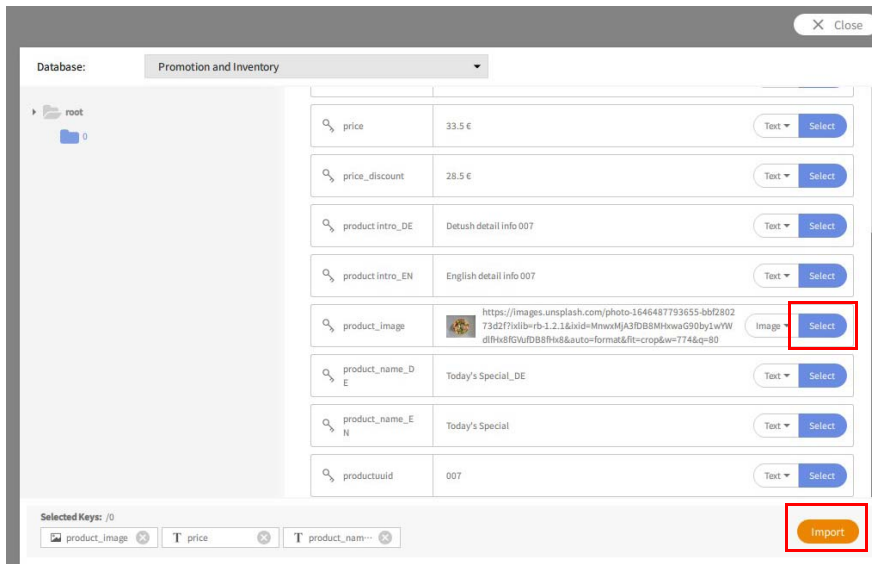 Close
Database: Promotion and Inventory
root
0
price 33.5 € Text Select
price_discount 28.5 € Text Select
product intro_DE Detush detail info 007 Text Select
product intro_EN English detail info 007 Text Select
https://images.unsplash.com/photo-1646487793655-bbf2802
product_image 73d2f?ixlib=rb-1.2.1&ixid=MnwxMjA3fDB8MHxwaG90by1wYW Image Select
dlfHx8fGVufDB8fHx8&auto=format&fit=crop&w=774&q=80
product_name_D
E Today's Special_DE Text Select
product_name_E
N Today's Special Text Select
productuuid 007 Text Select
Selected Keys: /0
product_image T price T product_nam···
Import